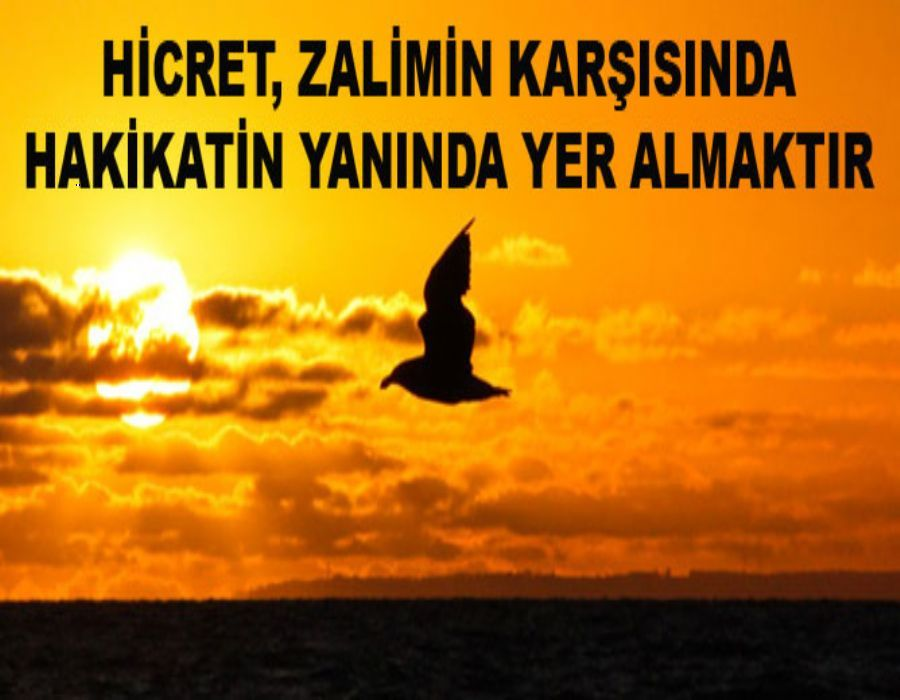 HİCRET, ZALİMİN KARŞISINDA
HAKİKATİN YANINDA YER ALMAKTIR